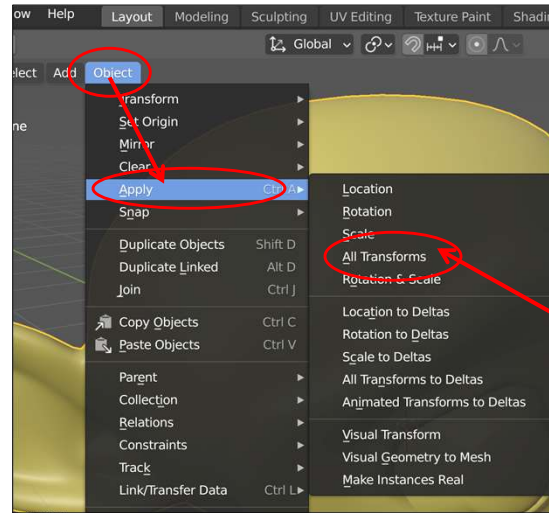 ow Help Layout Modeling Sculpting UV Editing Texture Paint Shadi
Global
elect Add Object
ne
Transform
Set Origin
Mirror
Clear
Apply Ctrl A
Snap
Duplicate Objects Shift D
Duplicate Linked Alt D
Join Ctrl J
Copy Objects Ctrl C
Paste Objects Ctrl V
Parent
Collection
Relations
Constraints
Track
Link/Transfer Data Ctrl L
Location
Rotation
Scale
All Transforms
Rotation & Scale
Location to Deltas
Rotation to Deltas
Scale to Deltas
All Transforms to Deltas
Animated Transforms to Deltas
Visual Transform
Visual Geometry to Mesh
Make Instances Real